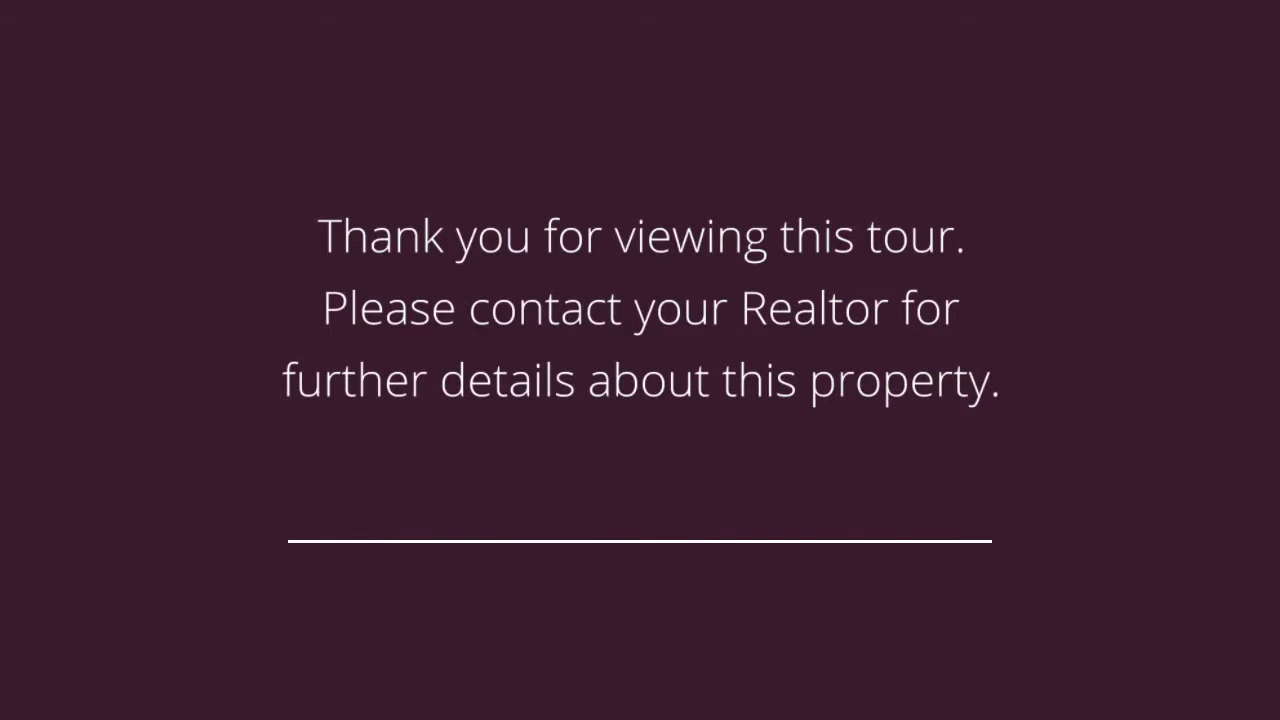 Thank you for viewing this tour.
Please contact your Realtor for
further details about this property.